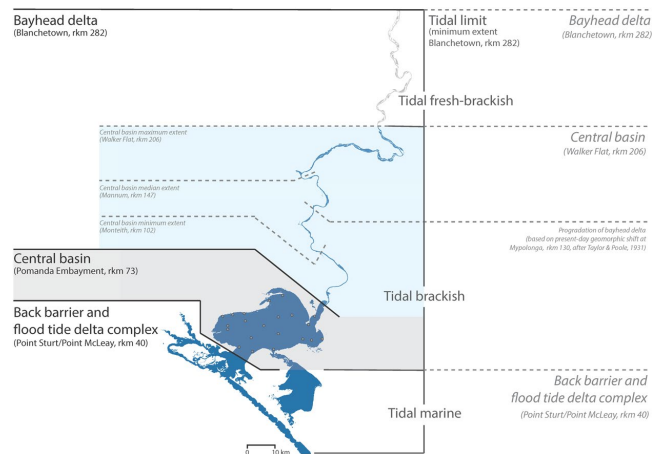 Bayhead delta
(Blanchetown, rkm 282)
Tidal limit
(minimum extent
Blanchetown, rkm 282)
Bayhead delta
(Blanchetown, rkm 282)
Tidal fresh-brackish
Central basin maximum extent
(Walker Flat, rkm 206)
Central basin
(Walker Flat, rkm 206)
Central basin median extent
(Mannum, rkm 147)
Central basin minimum extent
(Monteith, rkm 102)
Progradation of bayhead delta
(based on present-day geomorphic shift at
Mypolonga, rkm 130, after Taylor & Poole, 1931)
Central basin
(Pomanda Embayment, rkm 73)
Tidal brackish
Back barrier and
flood tide delta complex
(Point Sturt/Point McLeay, rkm 40)
Back barrier and
flood tide delta complex
(Point Sturt/Point McLeay, rkm 40)
Tidal marine
0 10 km